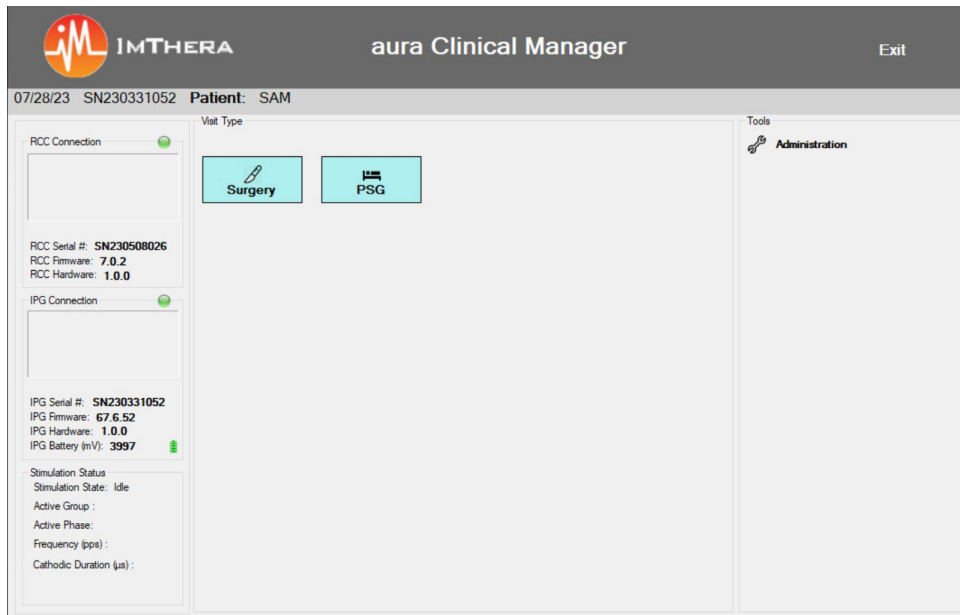 IMTHERA
aura Clinical Manager
Exit
07/28/23 SN230331052 Patient: SAM
RCC Connection
RCC Serial #: SN230508026
RCC Firmware: 7.0.2
RCC Hardware: 1.0.0
IPG Connection
IPG Serial #: SN230331052
IPG Firmware: 67.6.52
IPG Hardware: 1.0.0
IPG Battery (mV): 3997
Stimulation Status
Stimulation State: Idle
Active Group :
Active Phase:
Frequency (pps) :
Cathodic Duration (µs) :
Visit Type
Surgery
PSG
Tools
Administration